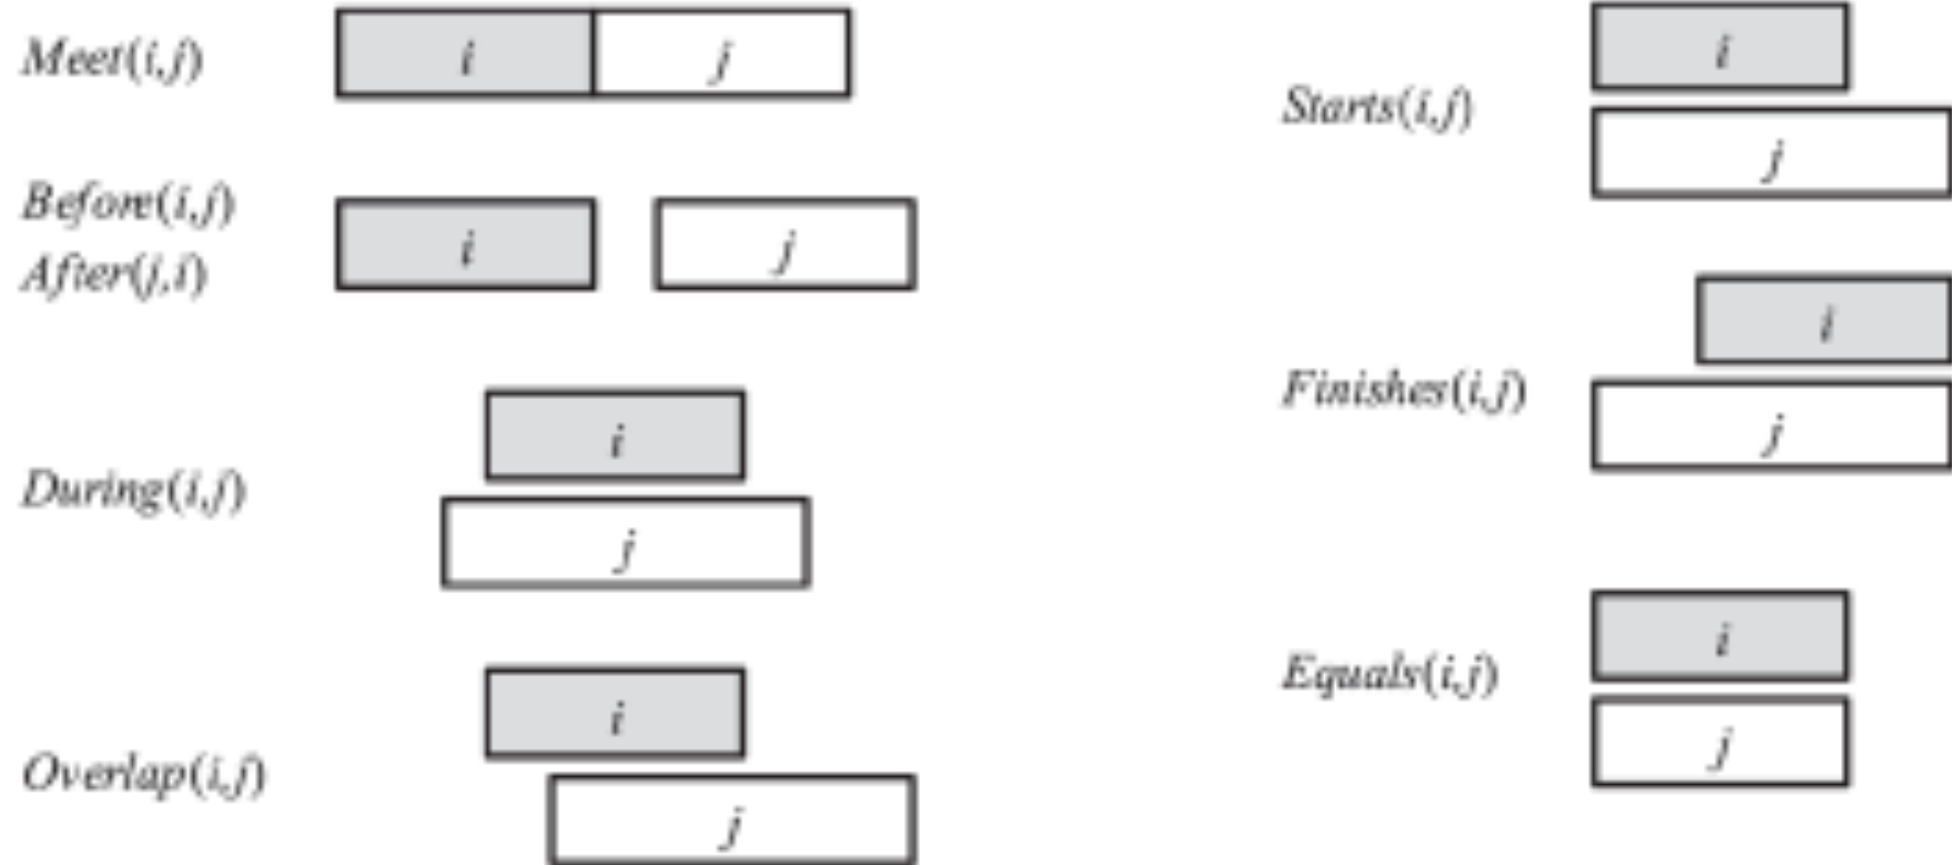 Meet(i,j)
i
j
Before(i,j)
After(j,i)
i
j
During(i,j)
i
j
Overlap(i,j)
i
j
Starts(i,j)
i
j
Finishes(i,j)
i
j
Equals(i,j)
i
j